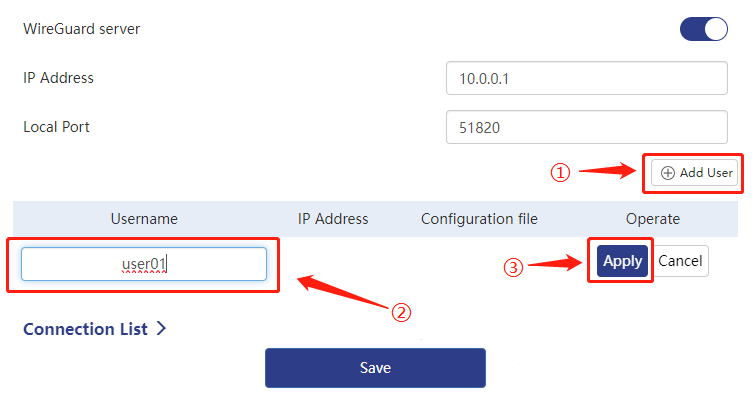 WireGuard server
IP Address 10.0.0.1
Local Port 51820
① Add User
Username IP Address Configuration file Operate
user01 ③ Apply Cancel
②
Connection List
Save